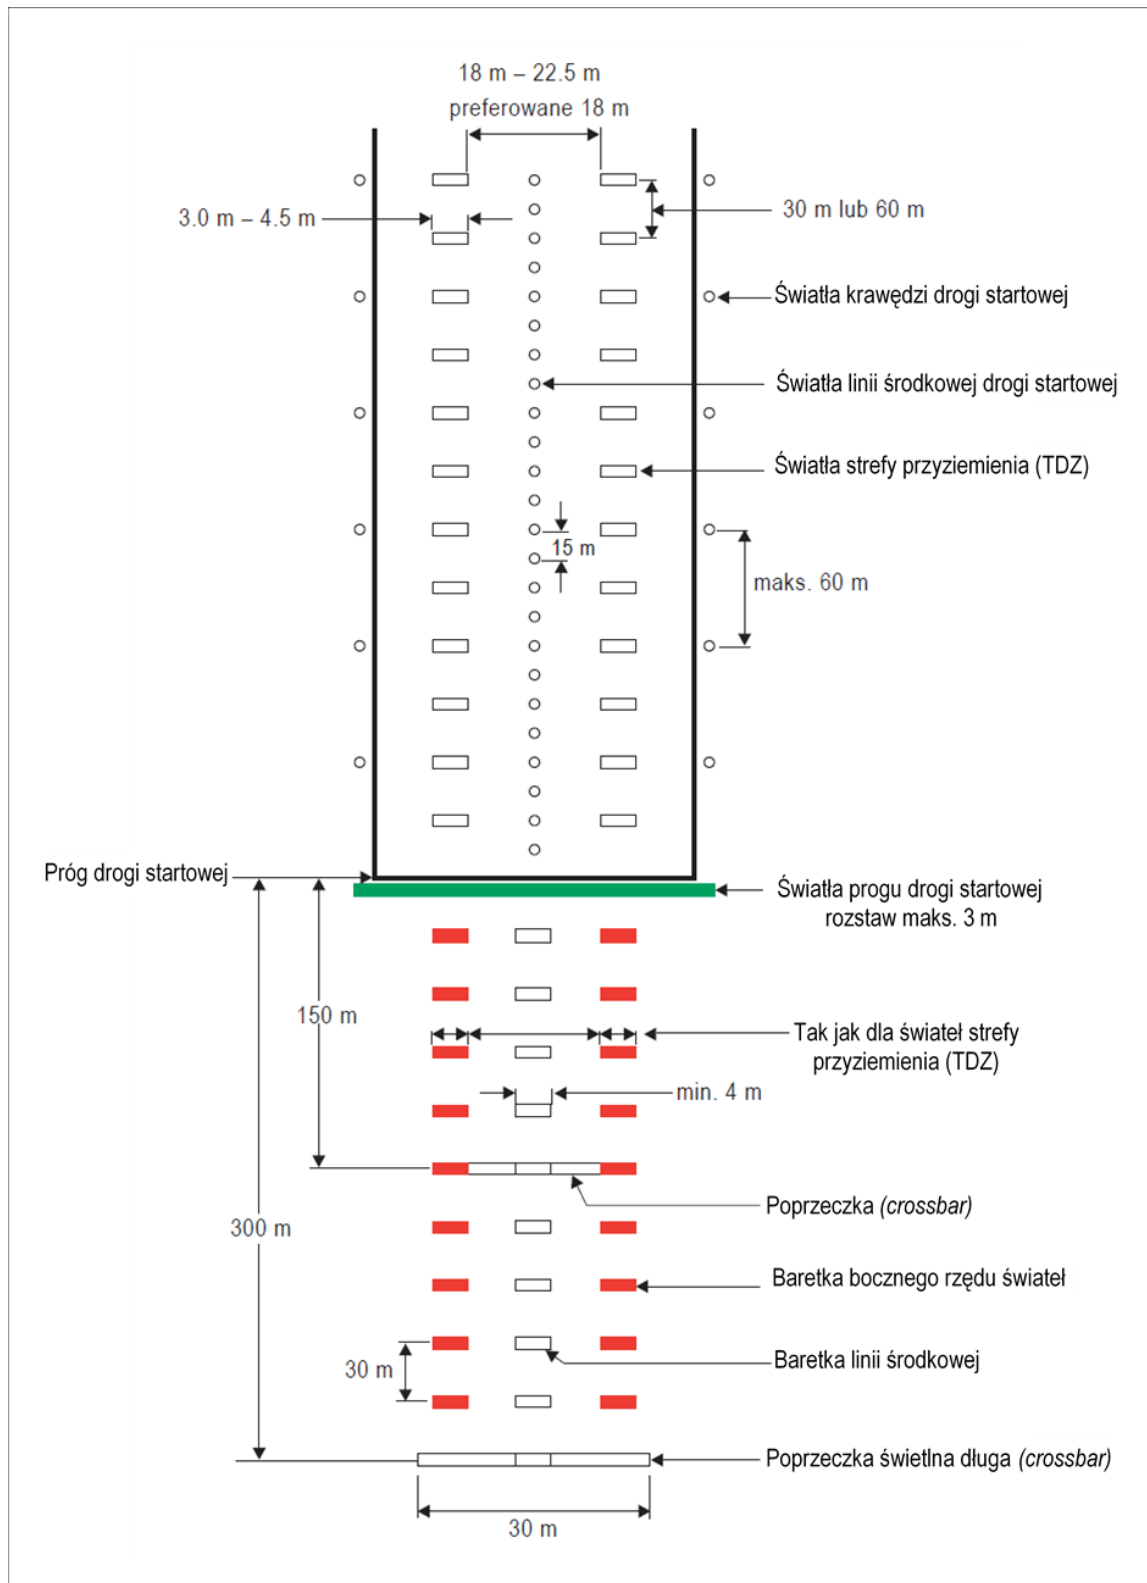 18 m – 22.5 m
preferowane 18 m
3.0 m – 4.5 m
30 m lub 60 m
Światła krawędzi drogi startowej
Światła linii środkowej drogi startowej
Światła strefy przyziemienia (TDZ)
15 m
maks. 60 m
Próg drogi startowej
Światła progu drogi startowej
rozstaw maks. 3 m
150 m
Tak jak dla świateł strefy
przyziemienia (TDZ)
min. 4 m
Poprzeczka (crossbar)
300 m
Baretka bocznego rzędu świateł
Baretka linii środkowej
30 m
Poprzeczka świetlna długa (crossbar)
30 m